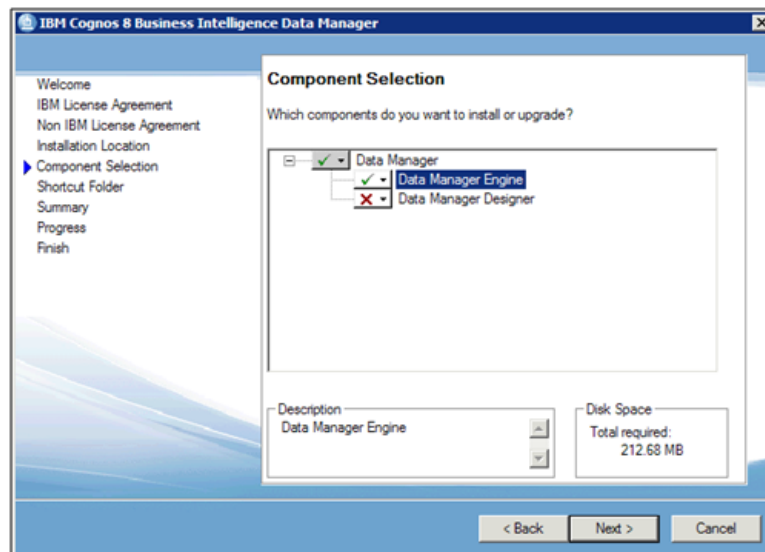 IBM Cognos 8 Business Intelligence Data Manager
Welcome
IBM License Agreement
Non IBM License Agreement
Installation Location
Component Selection
Shortcut Folder
Summary
Progress
Finish
Component Selection
Which components do you want to install or upgrade?
Data Manager
Data Manager Engine
Data Manager Designer
Description
Data Manager Engine
Disk Space
Total required:
212.68 MB
< Back
Next >
Cancel